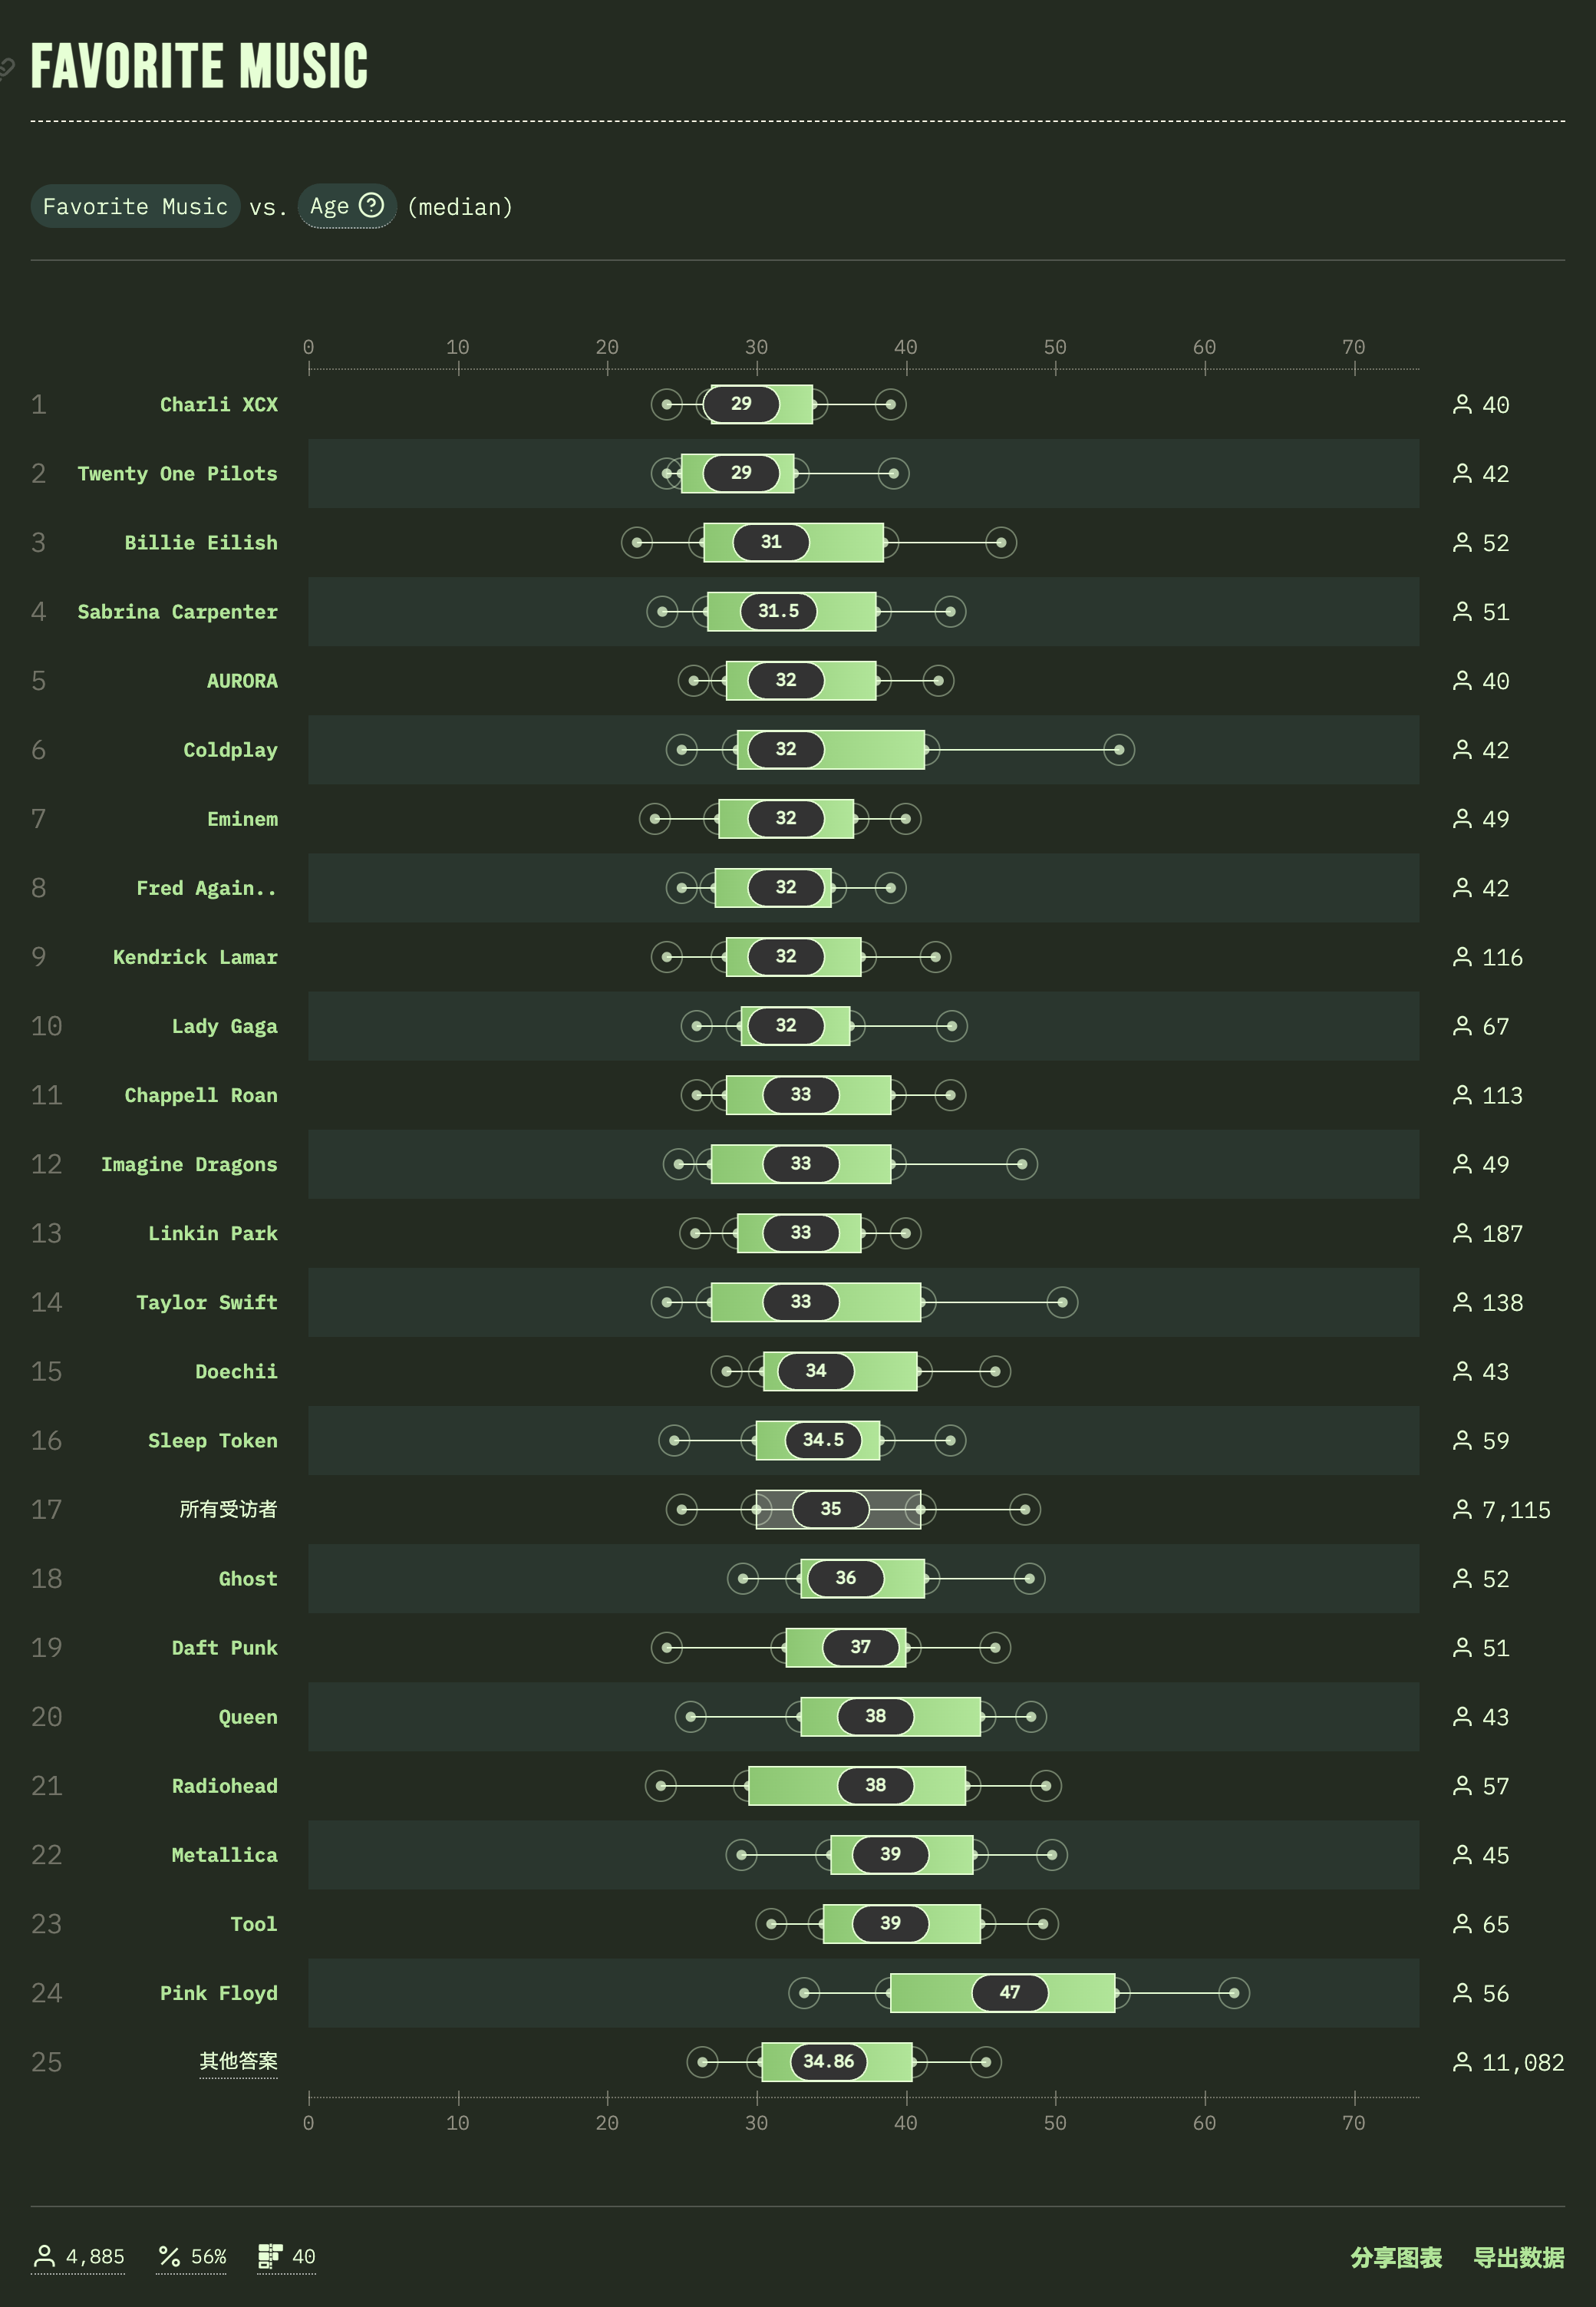 FAVORITE MUSIC
Favorite Music vs. Age (median)
0 10 20 30 40 50 60 70
1 Charli XCX 29 40
2 Twenty One Pilots 29 42
3 Billie Eilish 31 52
4 Sabrina Carpenter 31.5 51
5 AURORA 32 40
6 Coldplay 32 42
7 Eminem 32 49
8 Fred Again.. 32 42
9 Kendrick Lamar 32 116
10 Lady Gaga 32 67
11 Chappell Roan 33 113
12 Imagine Dragons 33 49
13 Linkin Park 33 187
14 Taylor Swift 33 138
15 Doechii 34 43
16 Sleep Token 34.5 59
17 所有受访者 35 7,115
18 Ghost 36 52
19 Daft Punk 37 51
20 Queen 38 43
21 Radiohead 38 57
22 Metallica 39 45
23 Tool 39 65
24 Pink Floyd 47 56
25 其他答案 34.86 11,082
0 10 20 30 40 50 60 70
4,885 56% 40 分享图表 导出数据